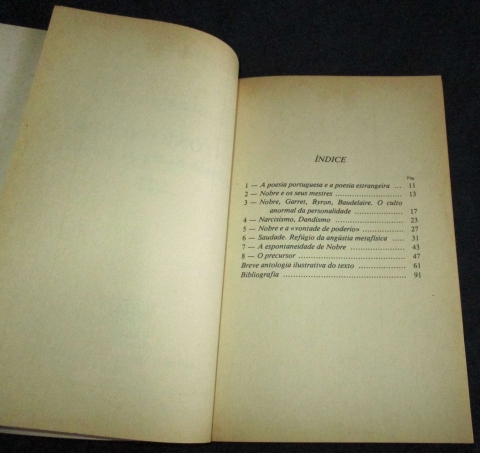 ÍNDICE
Pág.
1 — A poesia portuguesa e a poesia estrangeira ... 11
2 — Nobre e os seus mestres ........................ 13
3 — Nobre, Garret, Byron, Baudelaire. O culto
anormal da personalidade .................. 17
4 — Narcisismo, Dandismo ........................ 23
5 — Nobre e a «vontade de poderio» ............ 27
6 — Saudade. Refúgio da angústia metafísica ...... 31
7 — A espontaneidade de Nobre .................. 43
8 — O precursor .................................... 47
Breve antologia ilustrativa do texto .................. 61
Bibliografia .......................................... 91